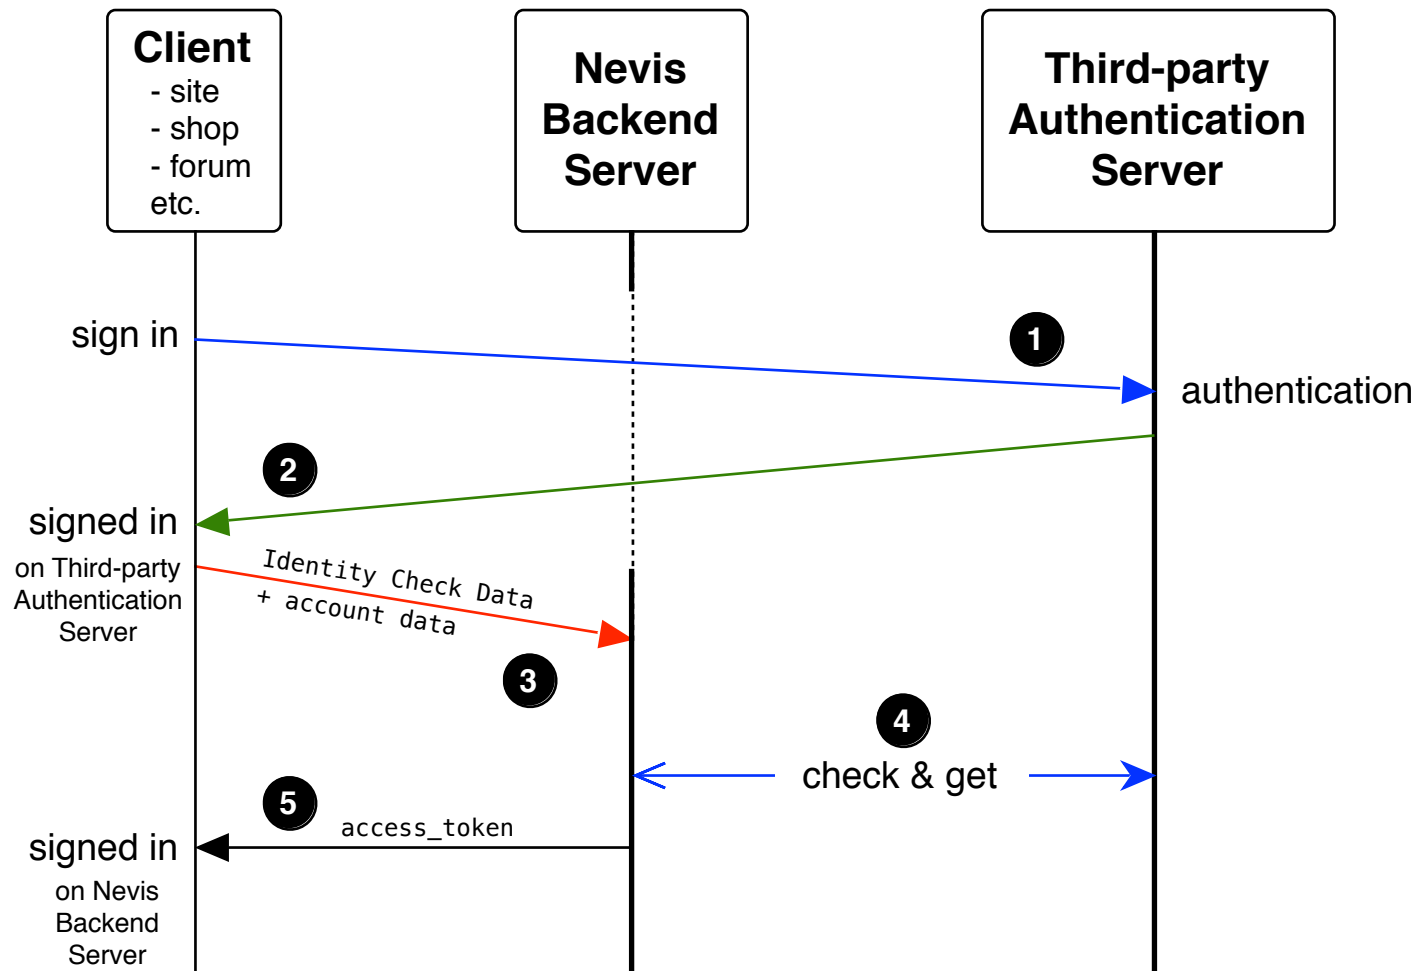 Client
- site
- shop
- forum
etc.
Nevis
Backend
Server
Third-party
Authentication
Server
sign in
1
authentication
2
signed in
on Third-party
Authentication
Server
Identity Check Data
+ account data
3
4
check & get
5
access_token
signed in
on Nevis
Backend
Server